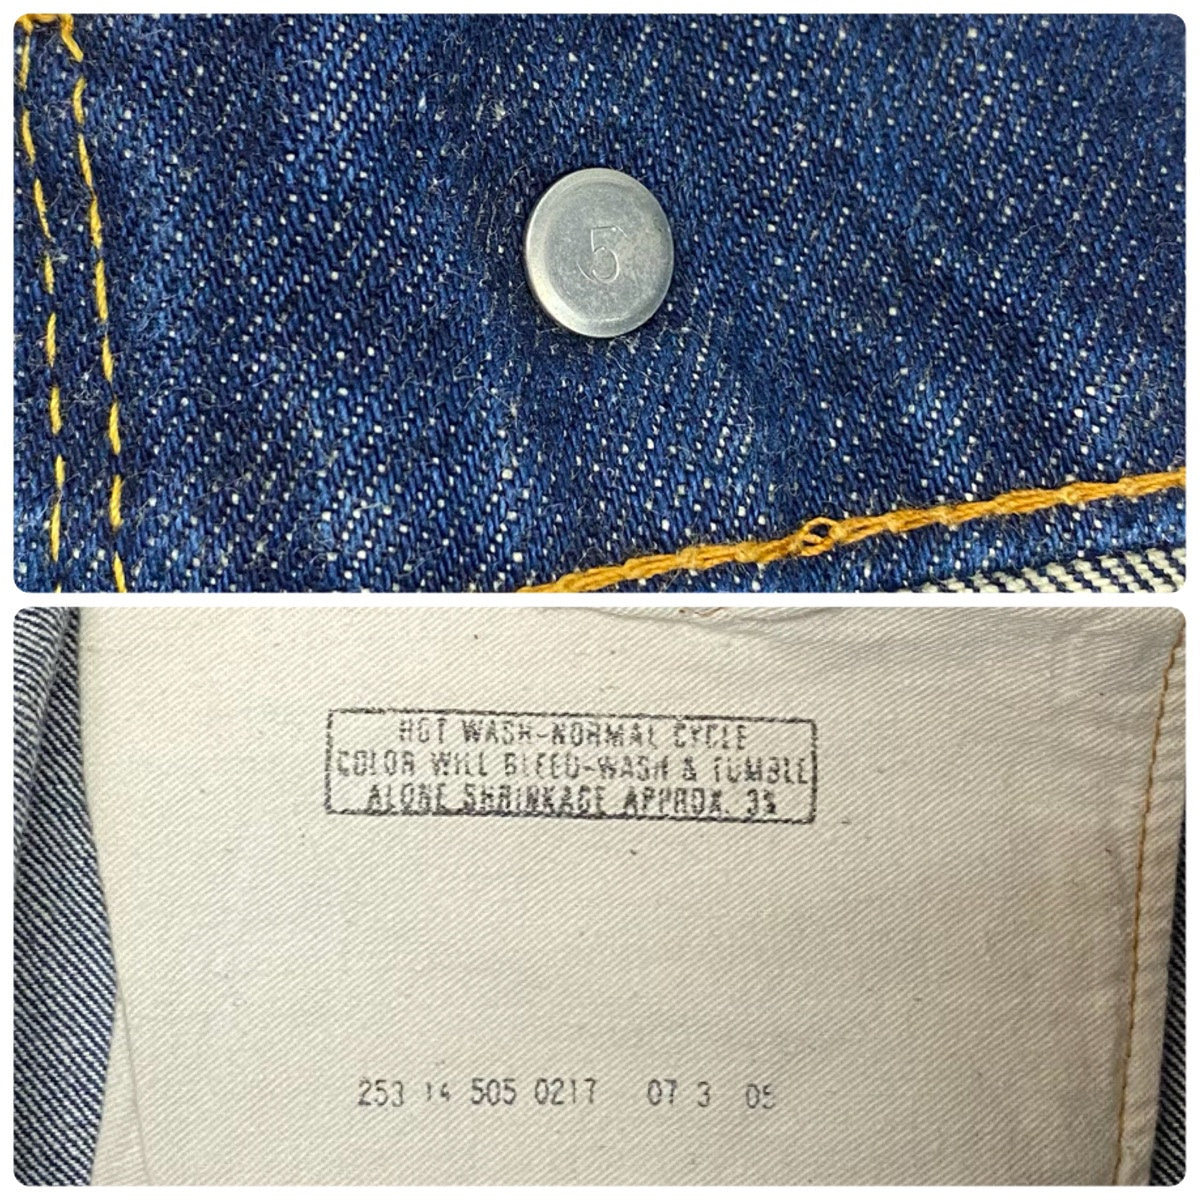 5
HOT WASH-NORMAL CYCLE
COLOR WILL BLEED-WASH & TUMBLE
ALONE SHRINKAGE APPROX. 3%
253 14 505 0217 07 3 05